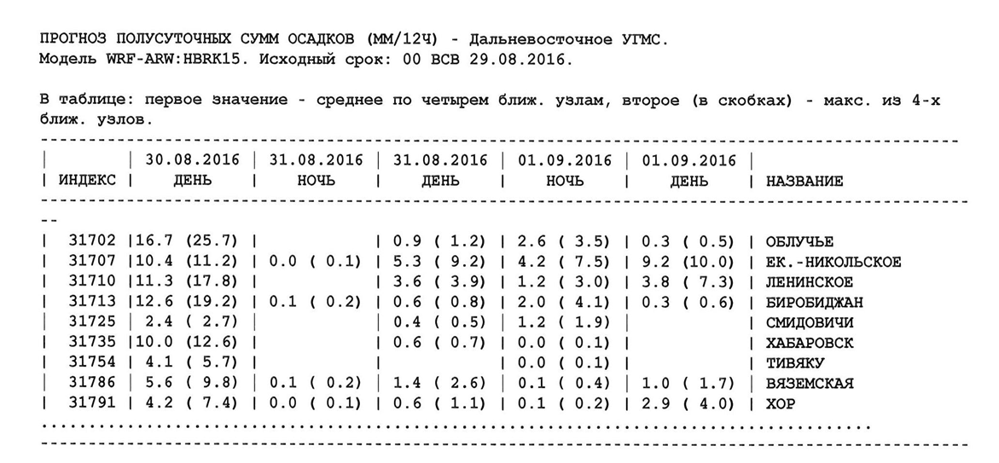 ПРОГНОЗ ПОЛУСУТОЧНЫХ СУММ ОСАДКОВ (ММ/12Ч) - Дальневосточное УГМС.
Модель WRF-ARW:HBRK15. Исходный срок: 00 ВСВ 29.08.2016.
В таблице: первое значение - среднее по четырем ближ. узлам, второе (в скобках) - макс. из 4-х
ближ. узлов.
---------------------------------------------------------------------------------------------
|         | 30.08.2016 | 31.08.2016 | 31.08.2016 | 01.09.2016 | 01.09.2016 |
| ИНДЕКС |    ДЕНЬ    |    НОЧЬ    |    ДЕНЬ    |    НОЧЬ    |    ДЕНЬ    | НАЗВАНИЕ
---------------------------------------------------------------------------------------------
--
|  31702 |16.7 (25.7) |            | 0.9 ( 1.2) | 2.6 ( 3.5) | 0.3 ( 0.5) | ОБЛУЧЬЕ
|  31707 |10.4 (11.2) | 0.0 ( 0.1) | 5.3 ( 9.2) | 4.2 ( 7.5) | 9.2 (10.0) | ЕК.-НИКОЛЬСКОЕ
|  31710 |11.3 (17.8) |            | 3.6 ( 3.9) | 1.2 ( 3.0) | 3.8 ( 7.3) | ЛЕНИНСКОЕ
|  31713 |12.6 (19.2) | 0.1 ( 0.2) | 0.6 ( 0.8) | 2.0 ( 4.1) | 0.3 ( 0.6) | БИРОБИДЖАН
|  31725 | 2.4 ( 2.7) |            | 0.4 ( 0.5) | 1.2 ( 1.9) |            | СМИДОВИЧИ
|  31735 |10.0 (12.6) |            | 0.6 ( 0.7) | 0.0 ( 0.1) |            | ХАБАРОВСК
|  31754 | 4.1 ( 5.7) |            |            | 0.0 ( 0.1) |            | ТИВЯКУ
|  31786 | 5.6 ( 9.8) | 0.1 ( 0.2) | 1.4 ( 2.6) | 0.1 ( 0.4) | 1.0 ( 1.7) | ВЯЗЕМСКАЯ
|  31791 | 4.2 ( 7.4) | 0.0 ( 0.1) | 0.6 ( 1.1) | 0.1 ( 0.2) | 2.9 ( 4.0) | ХОР
.....................................................................................
---------------------------------------------------------------------------------------------